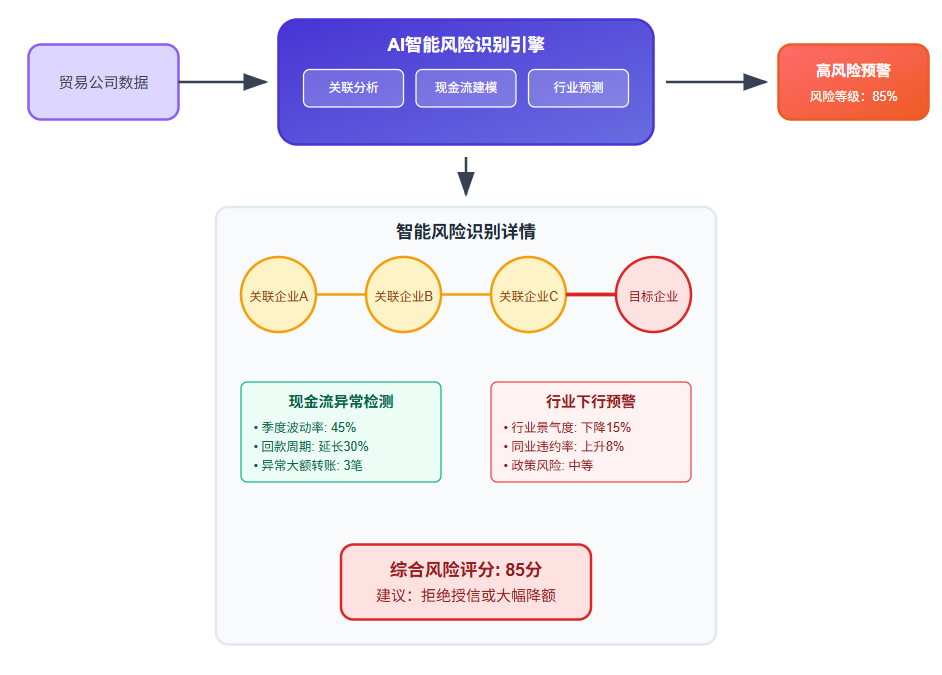 贸易公司数据
AI智能风险识别引擎
关联分析
现金流建模
行业预测
高风险预警
风险等级：85%
智能风险识别详情
关联企业A
关联企业B
关联企业C
目标企业
现金流异常检测
• 季度波动率: 45%
• 回款周期: 延长30%
• 异常大额转账: 3笔
行业下行预警
• 行业景气度: 下降15%
• 同业违约率: 上升8%
• 政策风险: 中等
综合风险评分: 85分
建议：拒绝授信或大幅降额